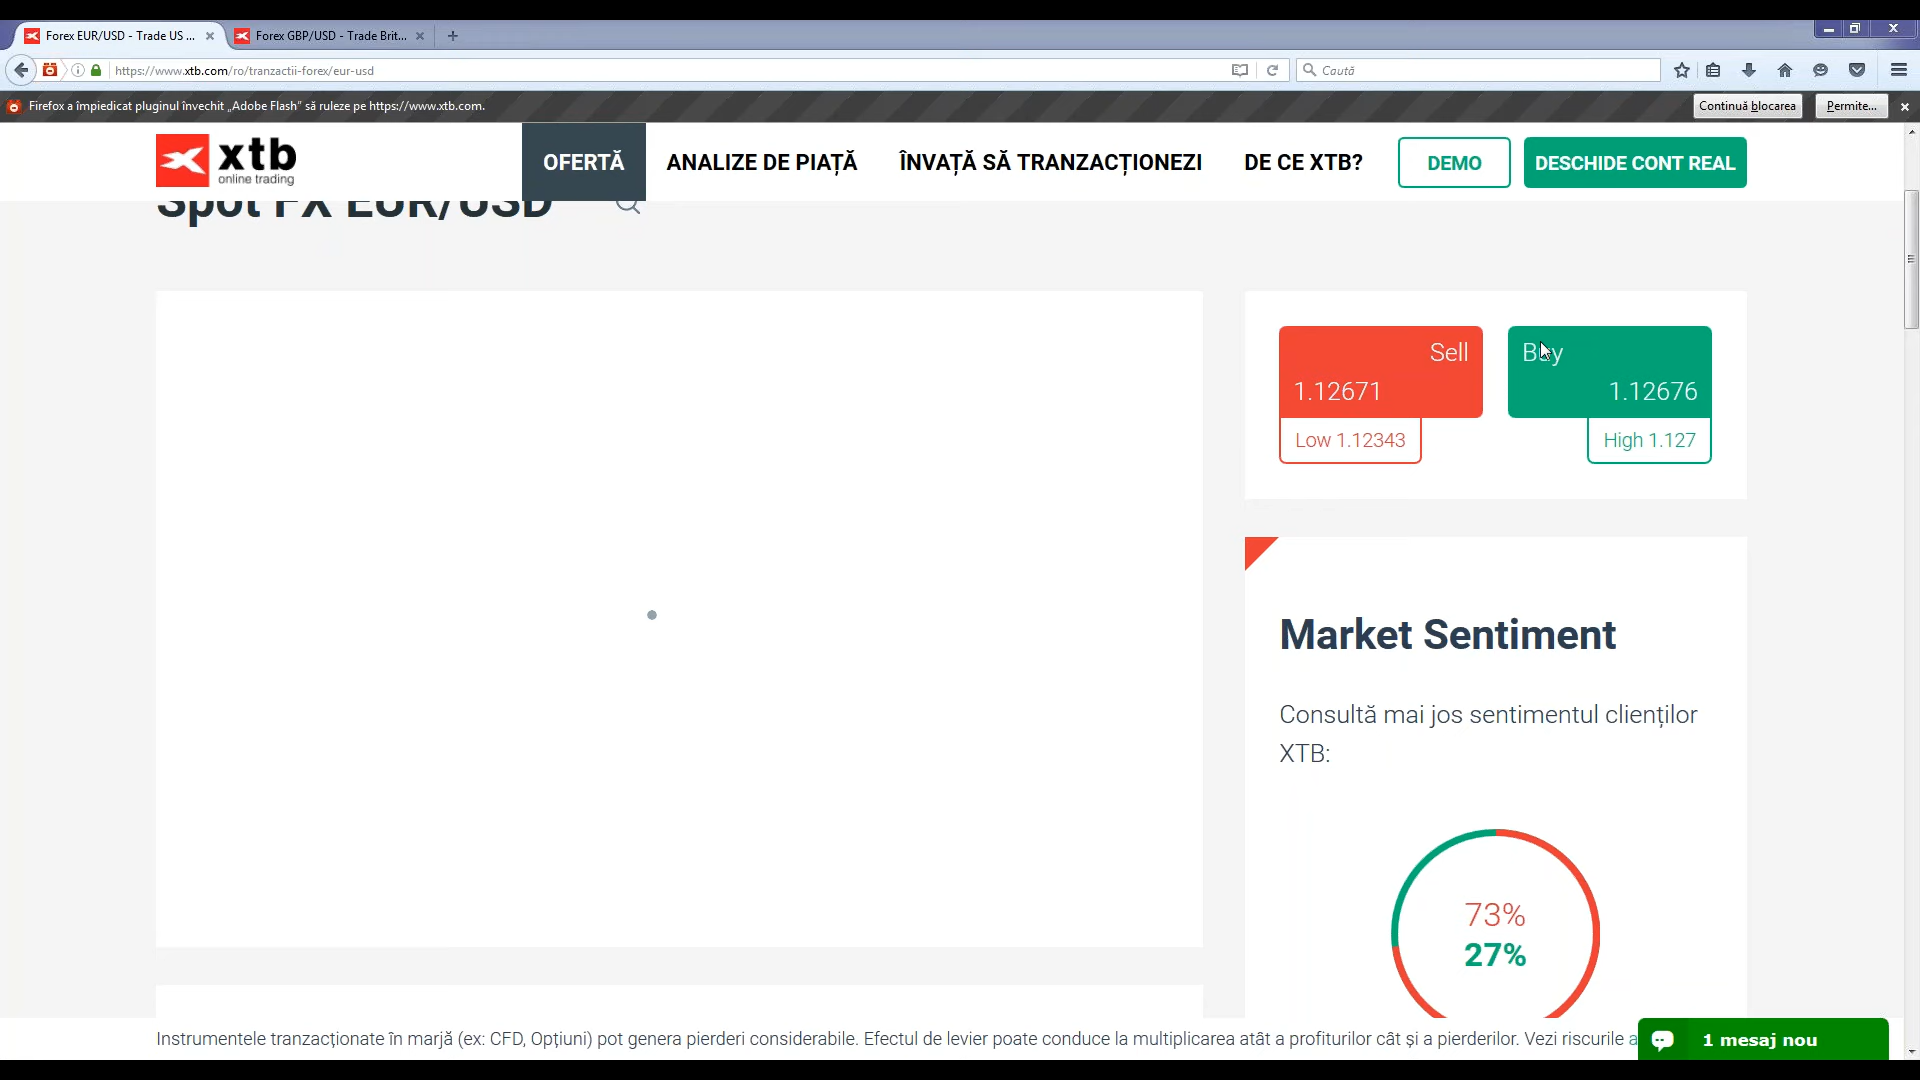 Forex EUR/USD - Trade US ...
Forex GBP/USD - Trade Brit...
https://www.xtb.com/ro/tranzactii-forex/eur-usd
Caută
Firefox a împiedicat pluginul învechit „Adobe Flash” să ruleze pe https://www.xtb.com.
Continuă blocarea
Permite...
xtb
online trading
OFERTĂ
ANALIZE DE PIAȚĂ
ÎNVAȚĂ SĂ TRANZACȚIONEZI
DE CE XTB?
DEMO
DESCHIDE CONT REAL
Spot FX EUR/USD
Sell
1.12671
Low 1.12343
Buy
1.12676
High 1.127
Market Sentiment
Consultă mai jos sentimentul clienților
XTB:
73%
27%
Instrumentele tranzacționate în marjă (ex: CFD, Opțiuni) pot genera pierderi considerabile. Efectul de levier poate conduce la multiplicarea atât a profiturilor cât și a pierderilor. Vezi riscurile a
1 mesaj nou